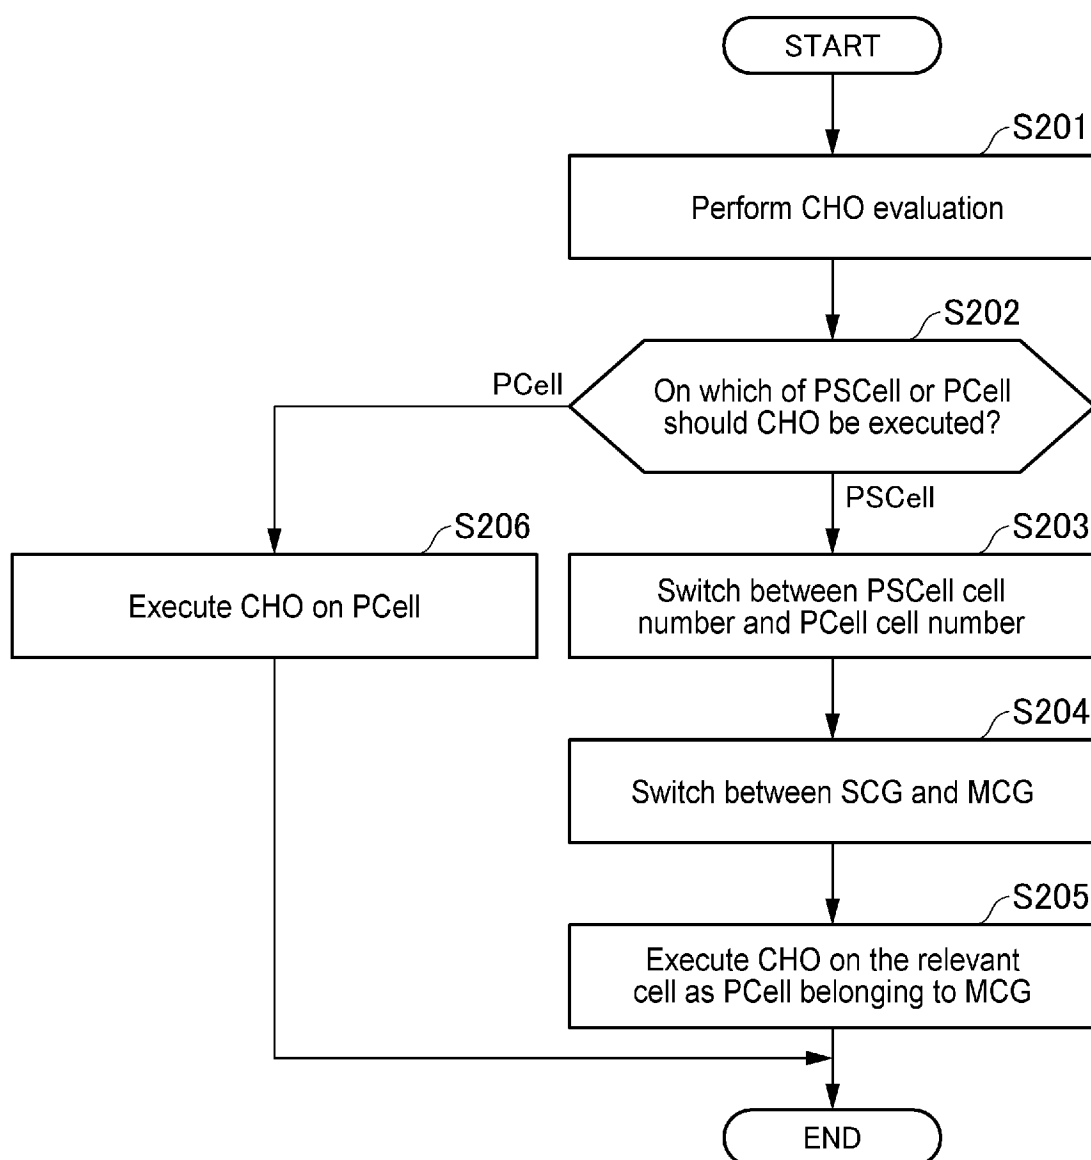 START
S201
Perform CHO evaluation
S202
On which of PSCell or PCell
should CHO be executed?
PCell
PSCell
S206
Execute CHO on PCell
S203
Switch between PSCell cell
number and PCell cell number
S204
Switch between SCG and MCG
S205
Execute CHO on the relevant
cell as PCell belonging to MCG
END